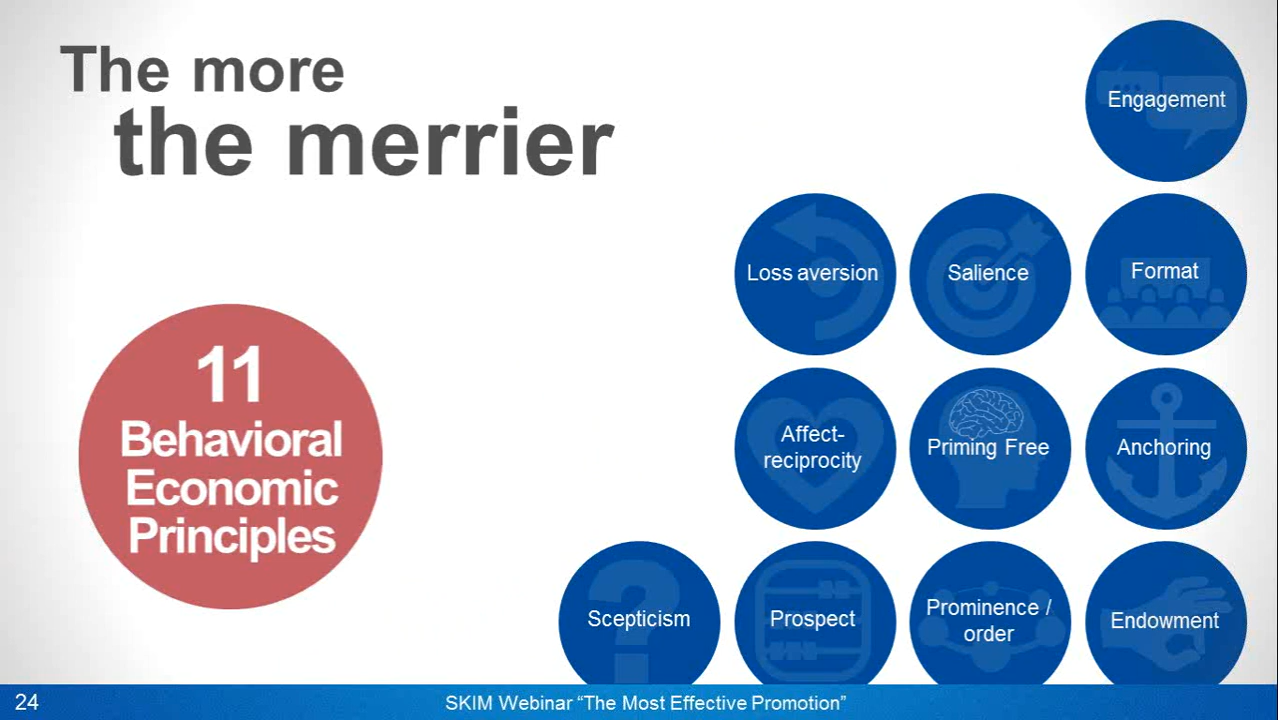 The more
the merrier
11
Behavioral
Economic
Principles
Engagement
Loss aversion
Salience
Format
Affect-
reciprocity
Priming Free
Anchoring
Scepticism
Prospect
Prominence /
order
Endowment
24
SKIM Webinar “The Most Effective Promotion”